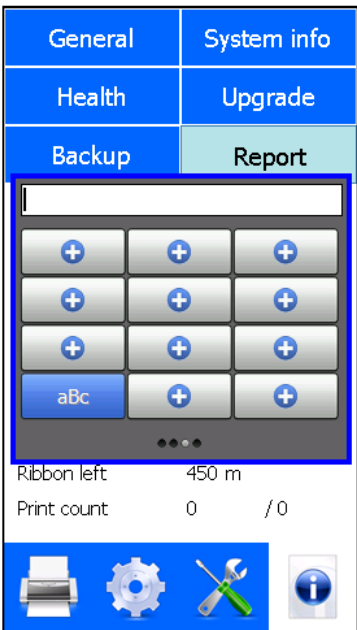 General System info
Health Upgrade
Backup Report
aBc
Ribbon left 450 m
Print count 0 / 0